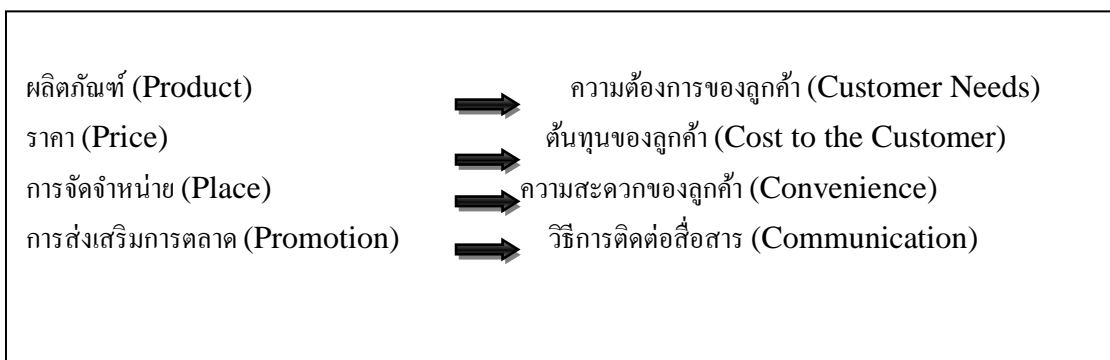 ผลิตภัณฑ์ (Product) ความต้องการของลูกค้า (Customer Needs)
ราคา (Price) ต้นทุนของลูกค้า (Cost to the Customer)
การจัดจำหน่าย (Place) ความสะดวกของลูกค้า (Convenience)
การส่งเสริมการตลาด (Promotion) วิธีการติดต่อสื่อสาร (Communication)